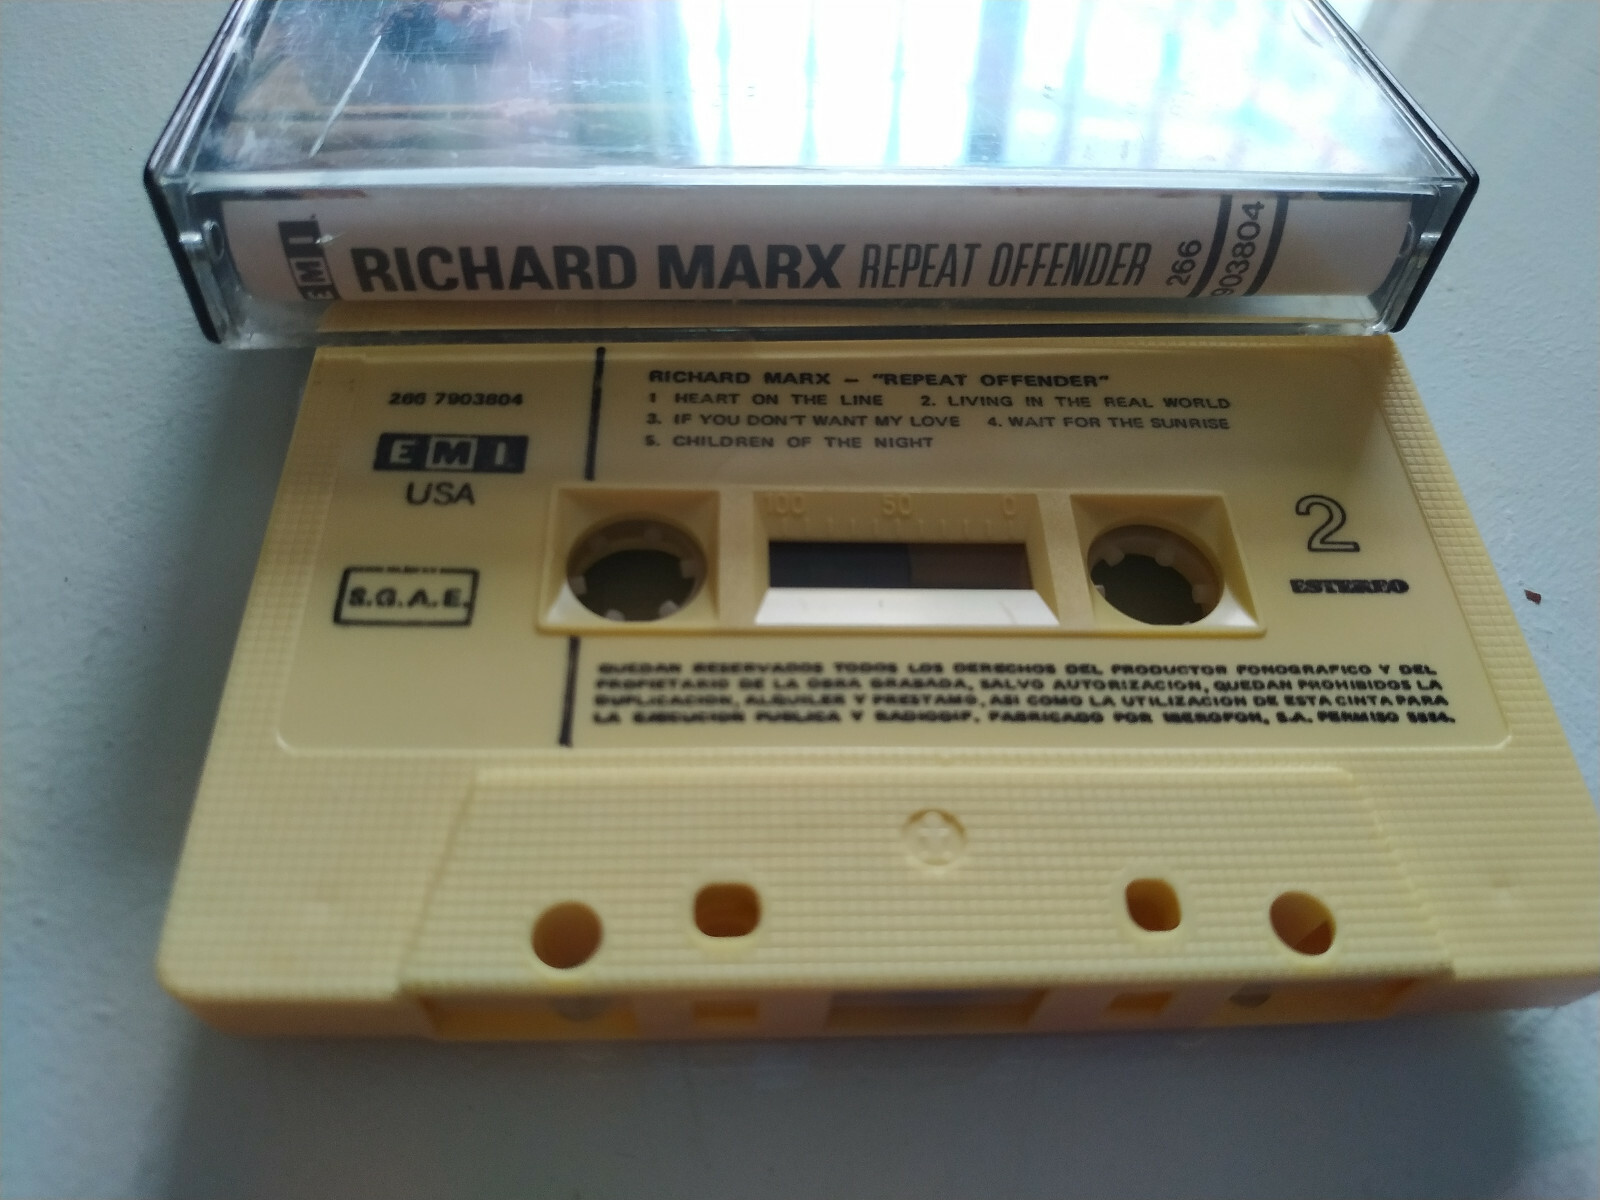 EMI RICHARD MARX REPEAT OFFENDER 266 7903804
266 7903804
EMI
USA
S.G.A.E.
RICHARD MARX – "REPEAT OFFENDER"
1 HEART ON THE LINE 2. LIVING IN THE REAL WORLD
3. IF YOU DON'T WANT MY LOVE 4. WAIT FOR THE SUNRISE
5. CHILDREN OF THE NIGHT
100 50 0
2
ESTEREO
QUEDAN RESERVADOS TODOS LOS DERECHOS DEL PRODUCTOR FONOGRAFICO Y DEL
PROPIETARIO DE LA OBRA GRABADA, SALVO AUTORIZACION, QUEDAN PROHIBIDOS LA
DUPLICACION, ALQUILER Y PRESTAMO, ASI COMO LA UTILIZACION DE ESTA CINTA PARA
LA EJECUCION PUBLICA Y RADIODIF. FABRICADO POR IBEROFON, S.A. PERMISO